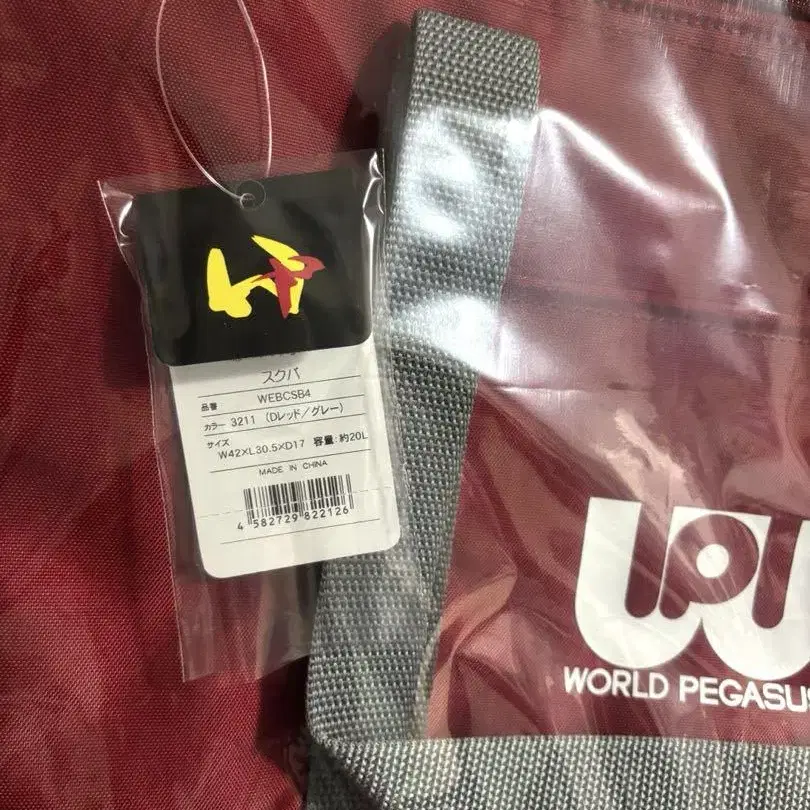 スクバ
品番 WEBCSB4
カラー 3211 （Dレッド／グレー）
サイズ
W42×L30.5×D17 容量：約20L
MADE IN CHINA
4 582729 822126
WORLD PEGASUS